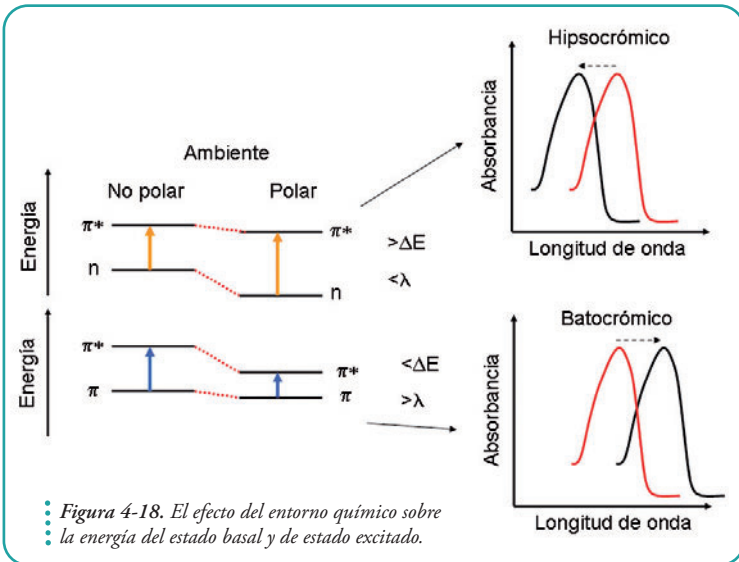 Hipsocrómico
Absorbancia
Longitud de onda
Ambiente
No polar
Polar
Energía
π*
π*
n
n
>ΔE
<λ
Energía
π*
π*
π
π
<ΔE
>λ
Batocrómico
Absorbancia
Longitud de onda
Figura 4-18. El efecto del entorno químico sobre
la energía del estado basal y de estado excitado.